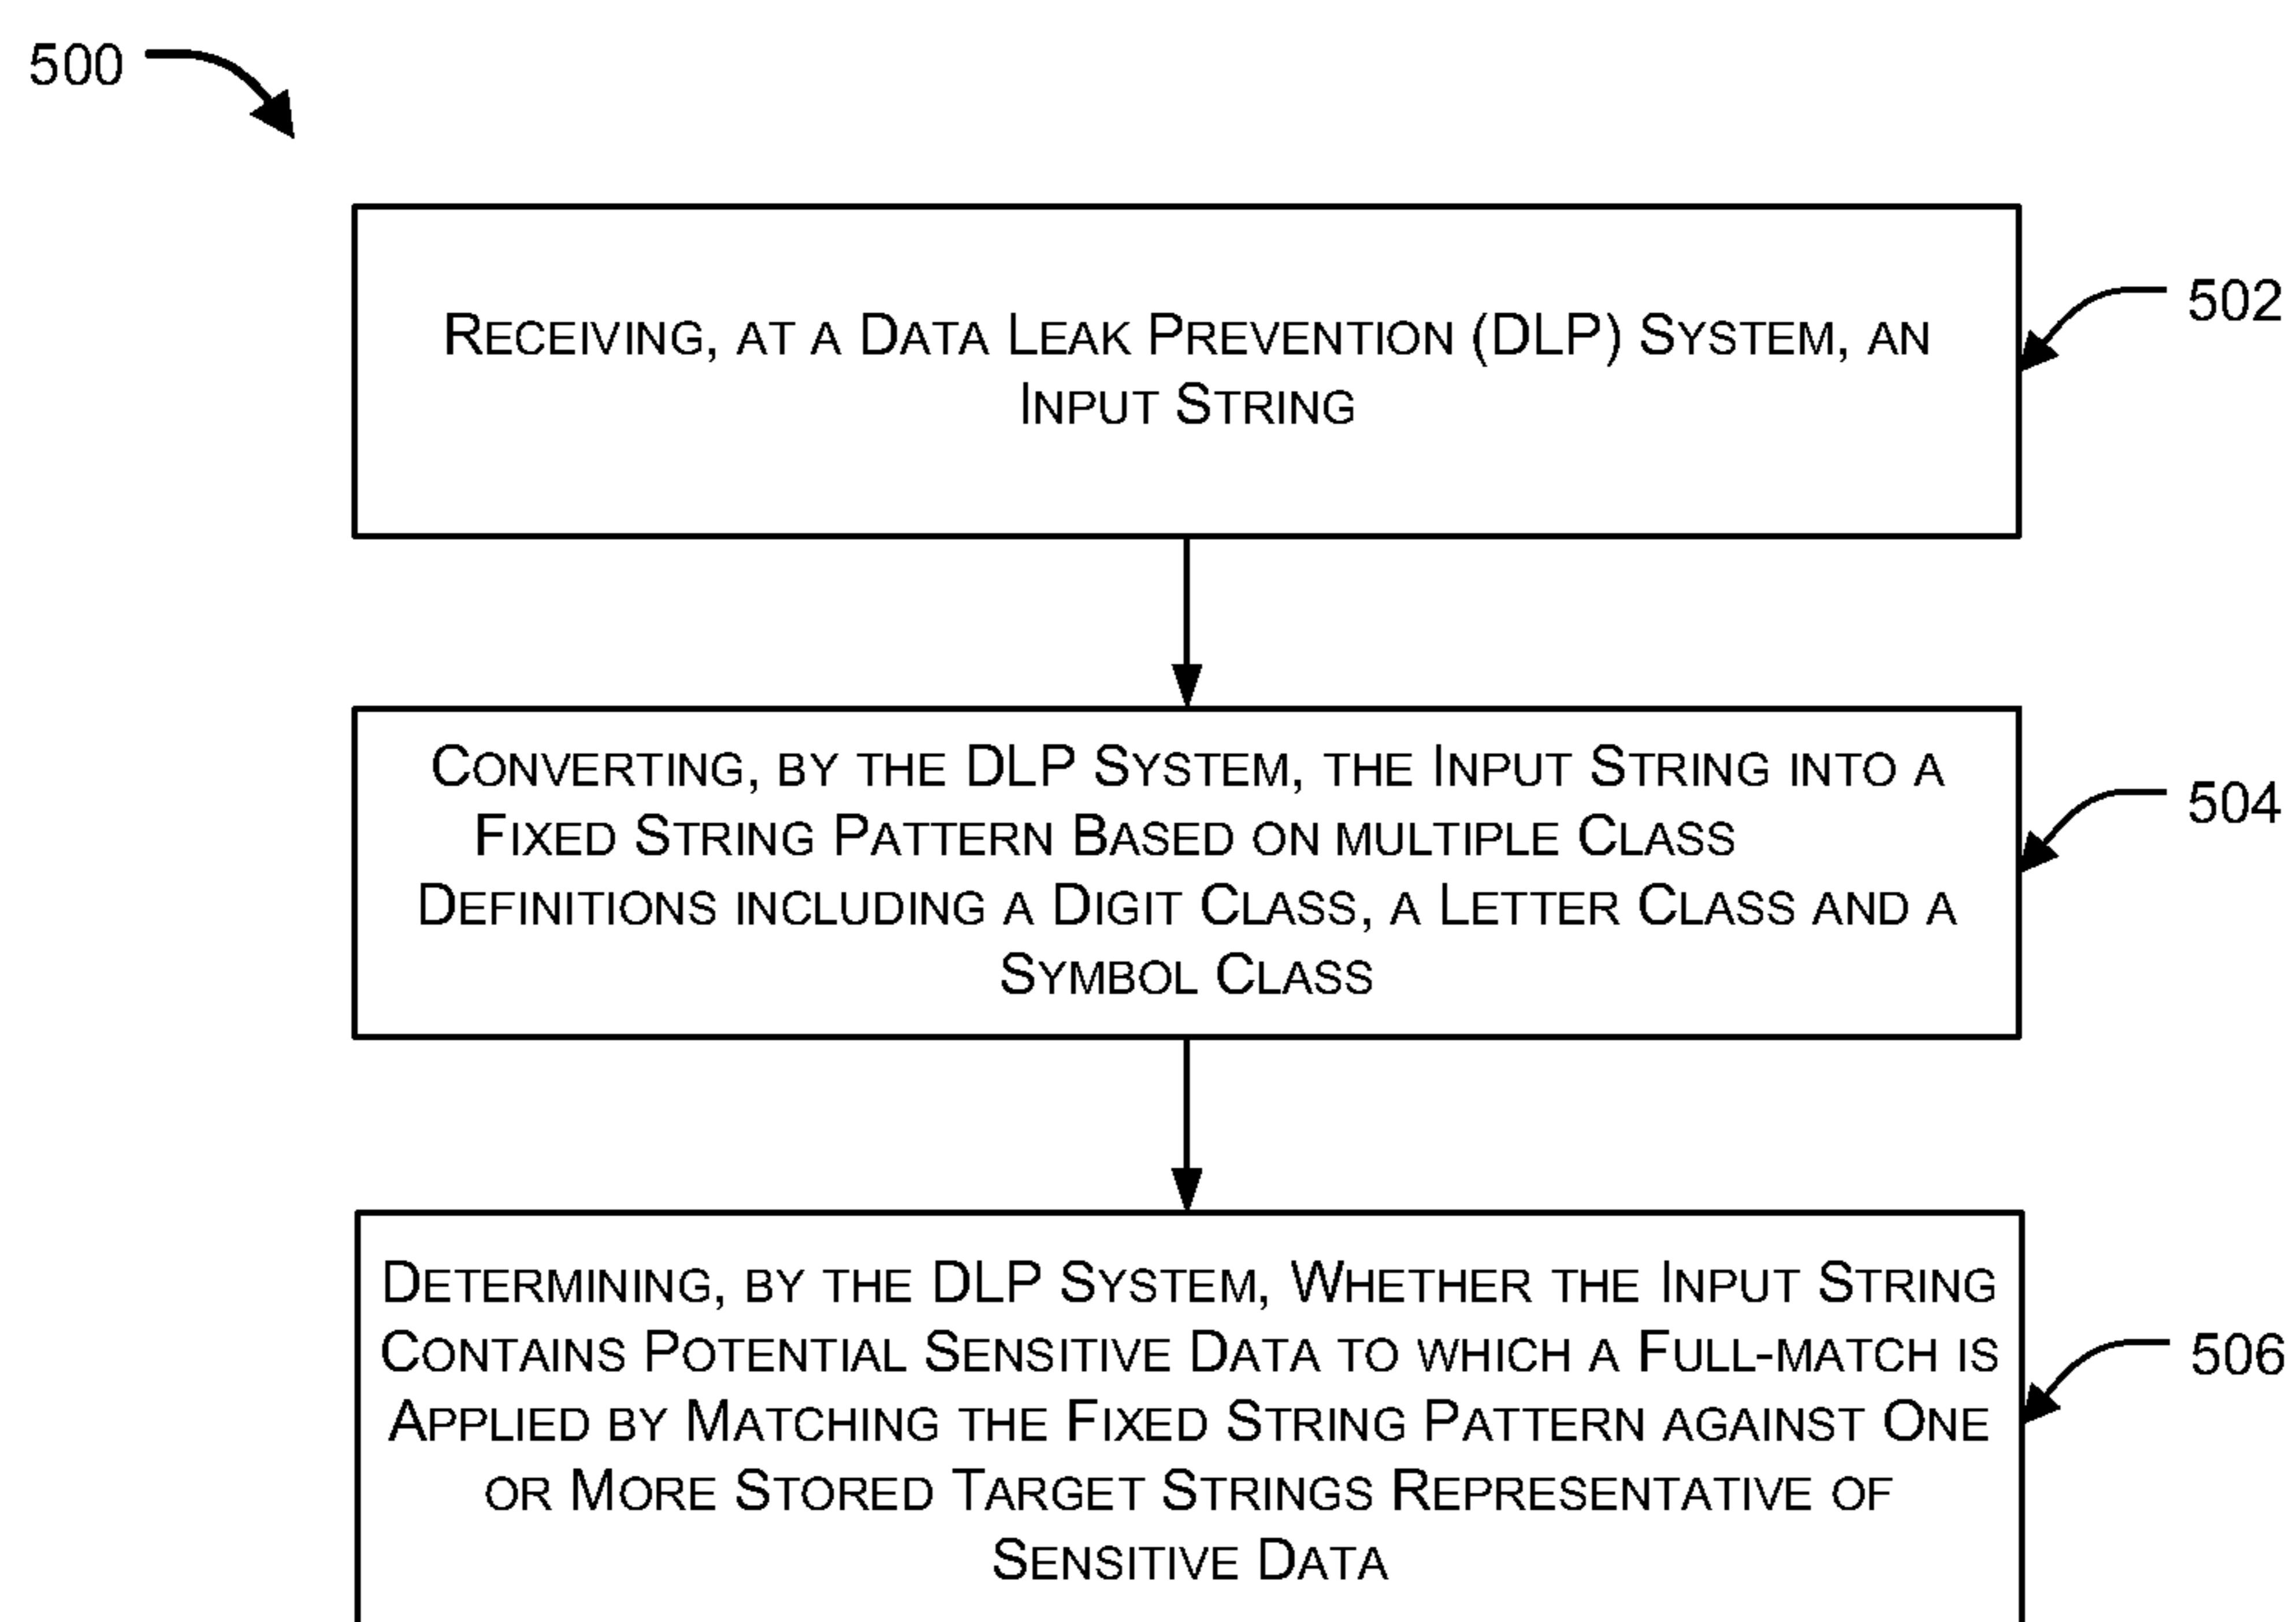 500
RECEIVING, AT A DATA LEAK PREVENTION (DLP) SYSTEM, AN
INPUT STRING
502
CONVERTING, BY THE DLP SYSTEM, THE INPUT STRING INTO A
FIXED STRING PATTERN BASED ON MULTIPLE CLASS
DEFINITIONS INCLUDING A DIGIT CLASS, A LETTER CLASS AND A
SYMBOL CLASS
504
DETERMINING, BY THE DLP SYSTEM, WHETHER THE INPUT STRING
CONTAINS POTENTIAL SENSITIVE DATA TO WHICH A FULL-MATCH IS
APPLIED BY MATCHING THE FIXED STRING PATTERN AGAINST ONE
OR MORE STORED TARGET STRINGS REPRESENTATIVE OF
SENSITIVE DATA
506